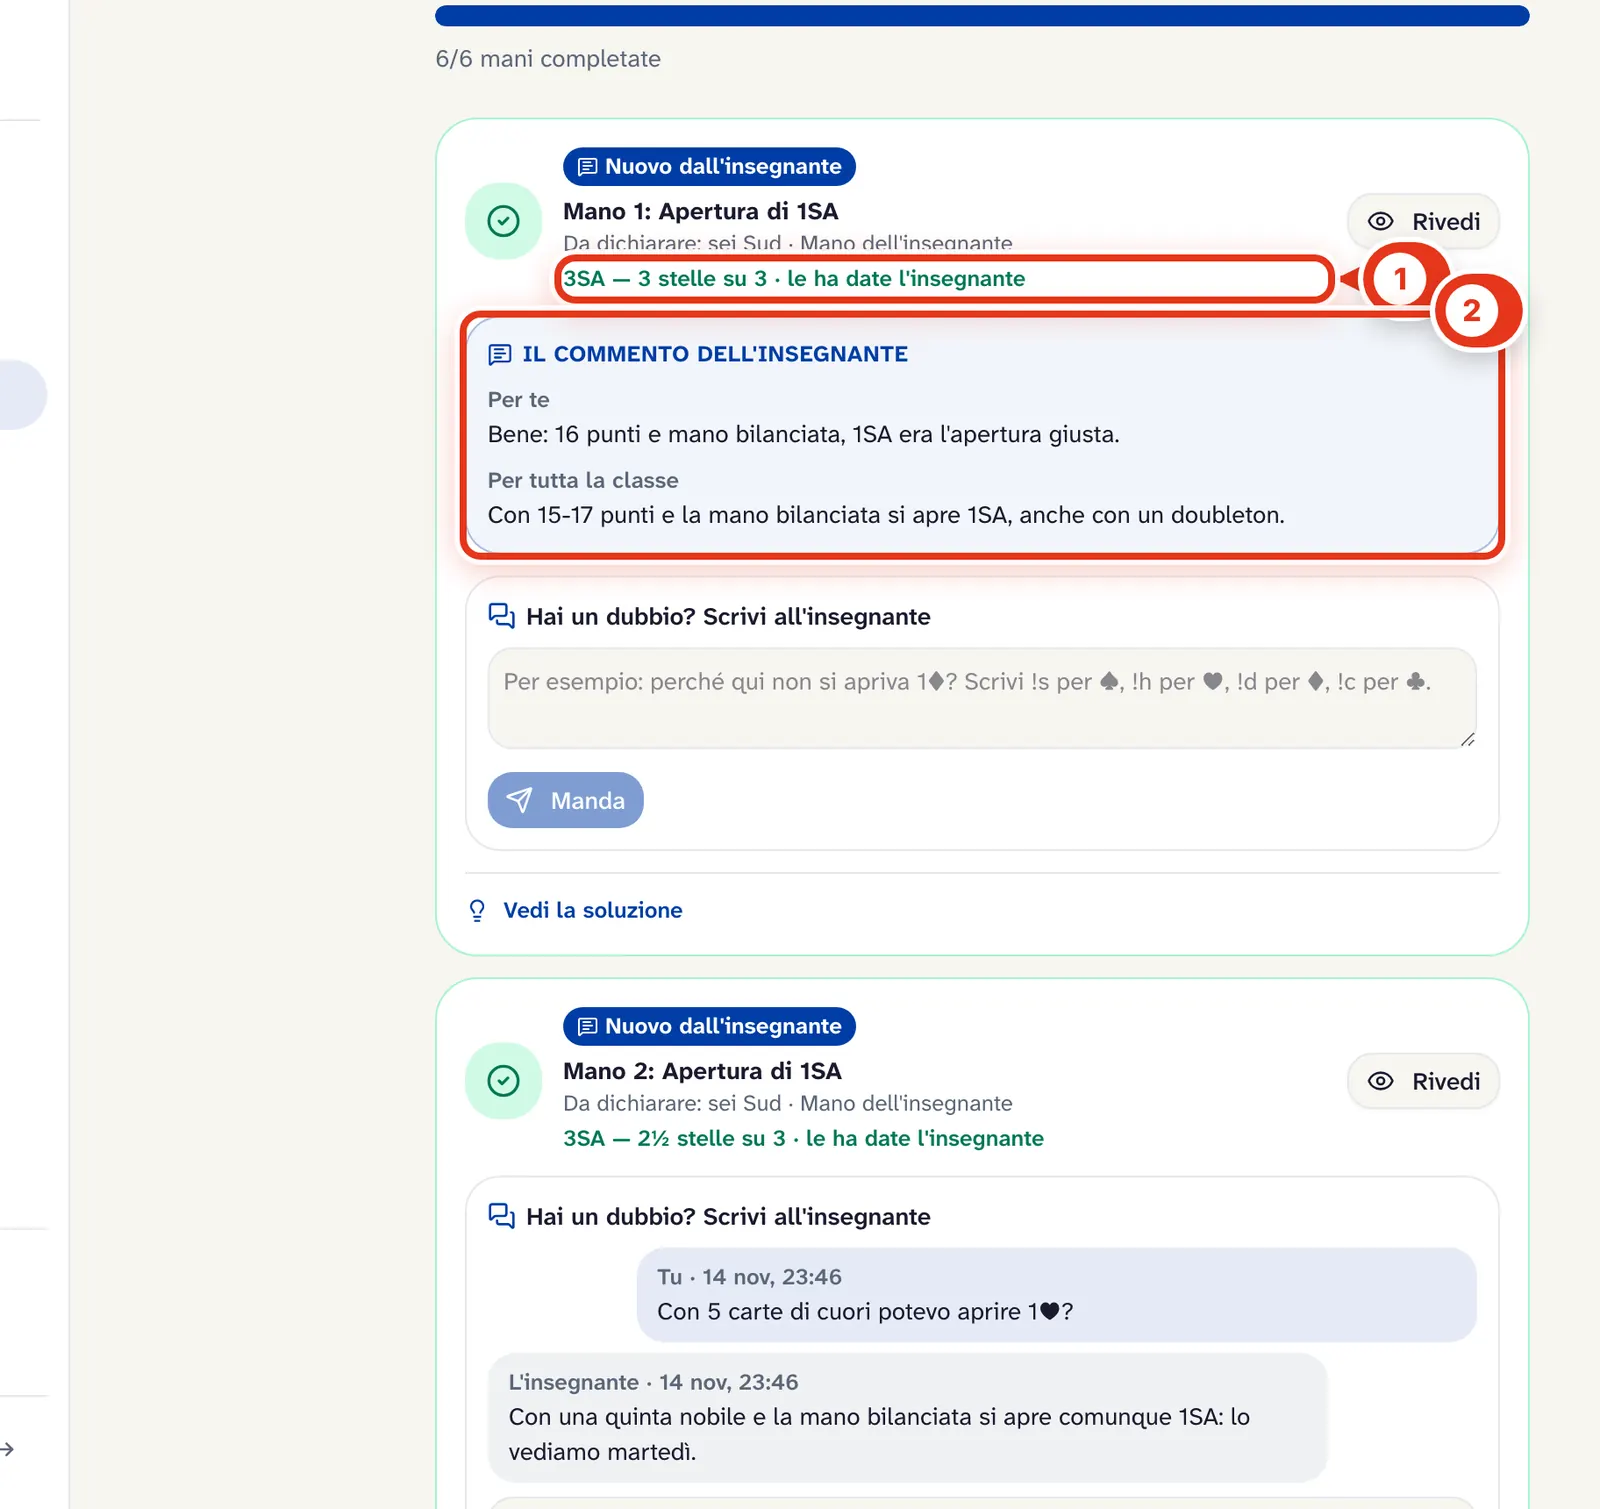 6/6 mani completate
Nuovo dall'insegnante
Mano 1: Apertura di 1SA
Da dichiarare: sei Sud · Mano dell'insegnante
Rivedi
3SA — 3 stelle su 3 · le ha date l'insegnante
1
2
IL COMMENTO DELL'INSEGNANTE
Per te
Bene: 16 punti e mano bilanciata, 1SA era l'apertura giusta.
Per tutta la classe
Con 15-17 punti e la mano bilanciata si apre 1SA, anche con un doubleton.
Hai un dubbio? Scrivi all'insegnante
Per esempio: perché qui non si apriva 1♦? Scrivi !s per ♠, !h per ♥, !d per ♦, !c per ♣.
Manda
Vedi la soluzione
Nuovo dall'insegnante
Mano 2: Apertura di 1SA
Da dichiarare: sei Sud · Mano dell'insegnante
Rivedi
3SA — 2½ stelle su 3 · le ha date l'insegnante
Hai un dubbio? Scrivi all'insegnante
Tu · 14 nov, 23:46
Con 5 carte di cuori potevo aprire 1♥?
L'insegnante · 14 nov, 23:46
Con una quinta nobile e la mano bilanciata si apre comunque 1SA: lo
vediamo martedì.